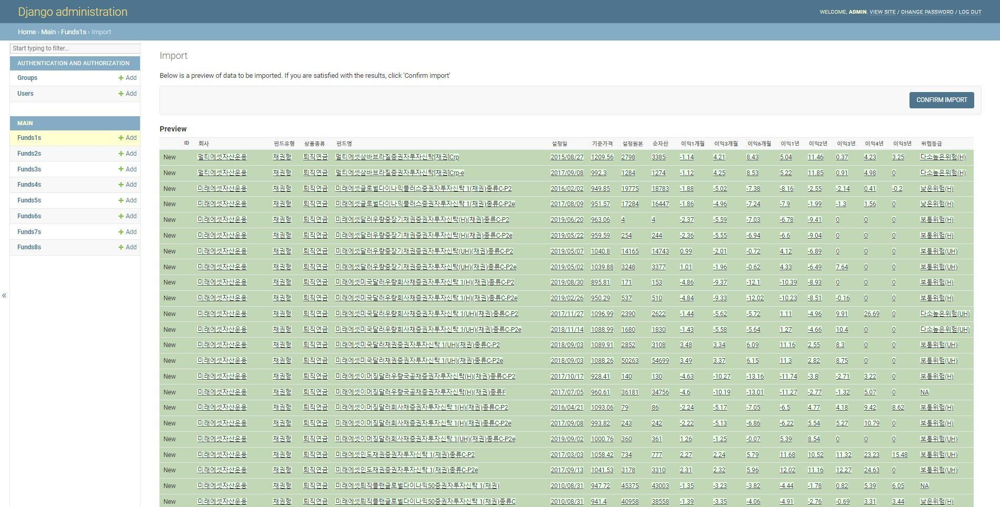 Django administration
WELCOME, ADMIN. VIEW SITE / CHANGE PASSWORD / LOG OUT
Home › Main › Funds1s › Import
Start typing to filter...
AUTHENTICATION AND AUTHORIZATION
Groups + Add
Users + Add
MAIN
Funds1s + Add
Funds2s + Add
Funds3s + Add
Funds4s + Add
Funds5s + Add
Funds6s + Add
Funds7s + Add
Funds8s + Add
«
Import
Below is a preview of data to be imported. If you are satisfied with the results, click 'Confirm import'
CONFIRM IMPORT
Preview
ID 회사 펀드유형 상품종류 펀드명 설정일 기준가격 설정원본 순자산 이익1개월 이익3개월 이익6개월 이익1년 이익2년 이익3년 이익4년 이익5년 위험등급
New 멀티에셋자산운용 채권형 퇴직연금 멀티에셋삼바브라질증권자투자신탁[채권]Crp 2015/08/27 1209.56 2798 3385 -1.14 4.21 8.43 5.04 11.46 0.37 4.23 3.25 다소높은위험(H)
New 멀티에셋자산운용 채권형 퇴직연금 멀티에셋삼바브라질증권자투자신탁[채권]Crp-e 2017/09/08 992.3 1284 1274 -1.12 4.25 8.53 5.22 11.85 0.91 4.98 0 다소높은위험(H)
New 미래에셋자산운용 채권형 퇴직연금 미래에셋글로벌다이나믹플러스증권자투자신탁 1(채권)종류C-P2 2016/02/02 949.85 19775 18783 -1.88 -5.02 -7.38 -8.16 -2.55 -2.14 0.41 -0.2 낮은위험(H)
New 미래에셋자산운용 채권형 퇴직연금 미래에셋글로벌다이나믹플러스증권자투자신탁 1(채권)종류C-P2e 2017/08/09 951.57 17284 16447 -1.86 -4.96 -7.24 -7.9 -1.99 -1.3 1.56 0 낮은위험(H)
New 미래에셋자산운용 채권형 퇴직연금 미래에셋달러우량중장기채권증권자투자신탁(H)(채권)종류C-P2 2019/06/20 963.06 4 4 -2.37 -5.59 -7.03 -6.78 -9.41 0 0 0 보통위험(H)
New 미래에셋자산운용 채권형 퇴직연금 미래에셋달러우량중장기채권증권자투자신탁(H)(채권)종류C-P2e 2019/05/22 959.59 254 244 -2.36 -5.55 -6.94 -6.6 -9.04 0 0 0 보통위험(H)
New 미래에셋자산운용 채권형 퇴직연금 미래에셋달러우량중장기채권증권자투자신탁(UH)(채권)종류C-P2 2019/05/07 1040.8 14165 14743 0.99 -2.01 -0.72 4.12 -6.89 0 0 0 보통위험(UH)
New 미래에셋자산운용 채권형 퇴직연금 미래에셋달러우량중장기채권증권자투자신탁(UH)(채권)종류C-P2e 2019/05/02 1039.88 3248 3377 1.01 -1.96 -0.62 4.33 -6.49 7.64 0 0 보통위험(UH)
New 미래에셋자산운용 채권형 퇴직연금 미래에셋미국달러우량회사채증권자투자신탁 1(H)(채권)종류C-P2 2019/08/30 895.81 171 153 -4.86 -9.37 -12.1 -10.39 -8.93 0 0 0 보통위험(H)
New 미래에셋자산운용 채권형 퇴직연금 미래에셋미국달러우량회사채증권자투자신탁 1(H)(채권)종류C-P2e 2019/02/26 950.29 537 510 -4.84 -9.33 -12.02 -10.23 -8.51 -0.16 0 0 보통위험(H)
New 미래에셋자산운용 채권형 퇴직연금 미래에셋미국달러우량회사채증권자투자신탁 1(UH)(채권)종류C-P2 2017/11/27 1096.99 2390 2622 -1.44 -5.62 -5.72 1.11 -4.96 9.91 26.69 0 다소높은위험(UH)
New 미래에셋자산운용 채권형 퇴직연금 미래에셋미국달러우량회사채증권자투자신탁 1(UH)(채권)종류C-P2e 2018/11/14 1088.99 1680 1830 -1.43 -5.58 -5.64 1.27 -4.66 10.4 0 0 다소높은위험(UH)
New 미래에셋자산운용 채권형 퇴직연금 미래에셋미국달러채권증권자투자신탁 1(UH)(채권)종류C-P2 2018/09/03 1089.91 2852 3108 3.48 3.34 6.09 11.16 2.55 8.3 0 0 보통위험(UH)
New 미래에셋자산운용 채권형 퇴직연금 미래에셋미국달러채권증권자투자신탁 1(UH)(채권)종류C-P2e 2018/09/03 1088.26 50263 54699 3.49 3.37 6.15 11.3 2.82 8.75 0 0 보통위험(UH)
New 미래에셋자산운용 채권형 퇴직연금 미래에셋이머징달러우량국공채증권자투자신탁(H)(채권)종류C-P2 2017/10/17 928.41 140 130 -4.63 -10.27 -13.16 -11.74 -3.8 -2.71 3.22 0 보통위험(H)
New 미래에셋자산운용 채권형 퇴직연금 미래에셋이머징달러우량국공채증권자투자신탁(H)(채권)종류F 2017/07/05 960.61 36181 34756 -4.6 -10.19 -13.01 -11.27 -2.77 -1.32 5.07 0 NA
New 미래에셋자산운용 채권형 퇴직연금 미래에셋이머징달러회사채증권자투자신탁 1(H)(채권)종류C-P2 2016/04/21 1093.06 79 86 -2.24 -5.17 -7.05 -6.5 4.77 4.18 9.42 8.62 보통위험(H)
New 미래에셋자산운용 채권형 퇴직연금 미래에셋이머징달러회사채증권자투자신탁 1(H)(채권)종류C-P2e 2017/09/08 993.82 243 242 -2.22 -5.13 -6.86 -6.22 5.54 5.27 10.79 0 보통위험(H)
New 미래에셋자산운용 채권형 퇴직연금 미래에셋이머징달러회사채증권자투자신탁 1(UH)(채권)종류C-P2e 2019/09/02 1000.76 360 361 1.26 -1.25 -0.07 5.39 8.54 0 0 0 보통위험(UH)
New 미래에셋자산운용 채권형 퇴직연금 미래에셋인도채권증권자투자신탁 1(채권)종류C-P2 2017/03/03 1058.42 734 777 2.27 2.24 5.79 11.68 10.52 11.32 23.23 15.48 보통위험(UH)
New 미래에셋자산운용 채권형 퇴직연금 미래에셋인도채권증권자투자신탁 1(채권)종류C-P2e 2017/09/13 1041.53 3178 3310 2.31 2.32 5.96 12.02 11.16 12.27 24.63 0 보통위험(UH)
New 미래에셋자산운용 채권형 퇴직연금 미래에셋퇴직플랜글로벌다이나믹50증권자투자신탁 1(채권) 2010/08/31 947.72 45375 43003 -1.35 -3.23 -3.82 -4.44 -1.78 0.82 5.39 6.05 NA
New 미래에셋자산운용 채권형 퇴직연금 미래에셋퇴직플랜글로벌다이나믹50증권자투자신탁 1(채권)종류C 2010/08/31 941.4 40958 38558 -1.39 -3.35 -4.06 -4.91 -2.76 -0.69 3.31 3.44 낮은위험(H)